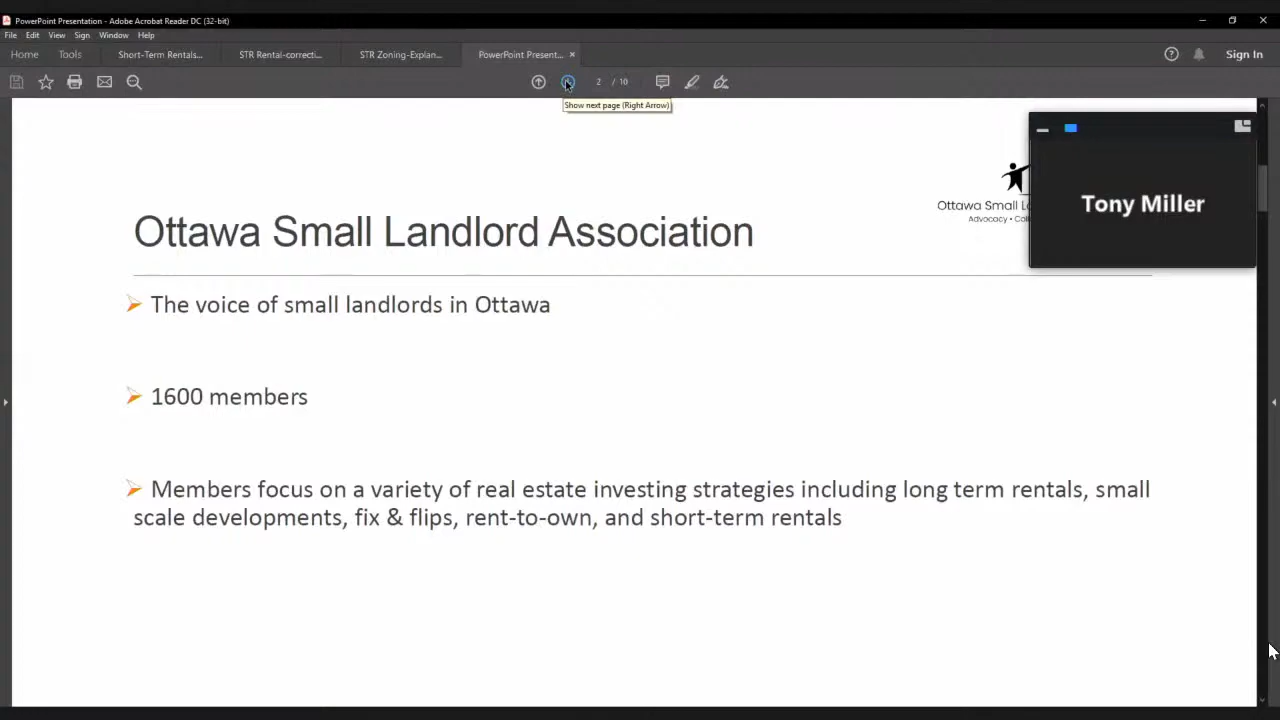 PowerPoint Presentation - Adobe Acrobat Reader DC (32-bit)
File Edit View Sign Window Help
Home Tools Short-Term Rentals... STR Rental-correcti... STR Zoning-Explan... PowerPoint Present... × Sign In
2 / 10
Show next page (Right Arrow)
Tony Miller
Ottawa Small
Advocacy •
Ottawa Small Landlord Association
The voice of small landlords in Ottawa
1600 members
Members focus on a variety of real estate investing strategies including long term rentals, small
scale developments, fix & flips, rent-to-own, and short-term rentals